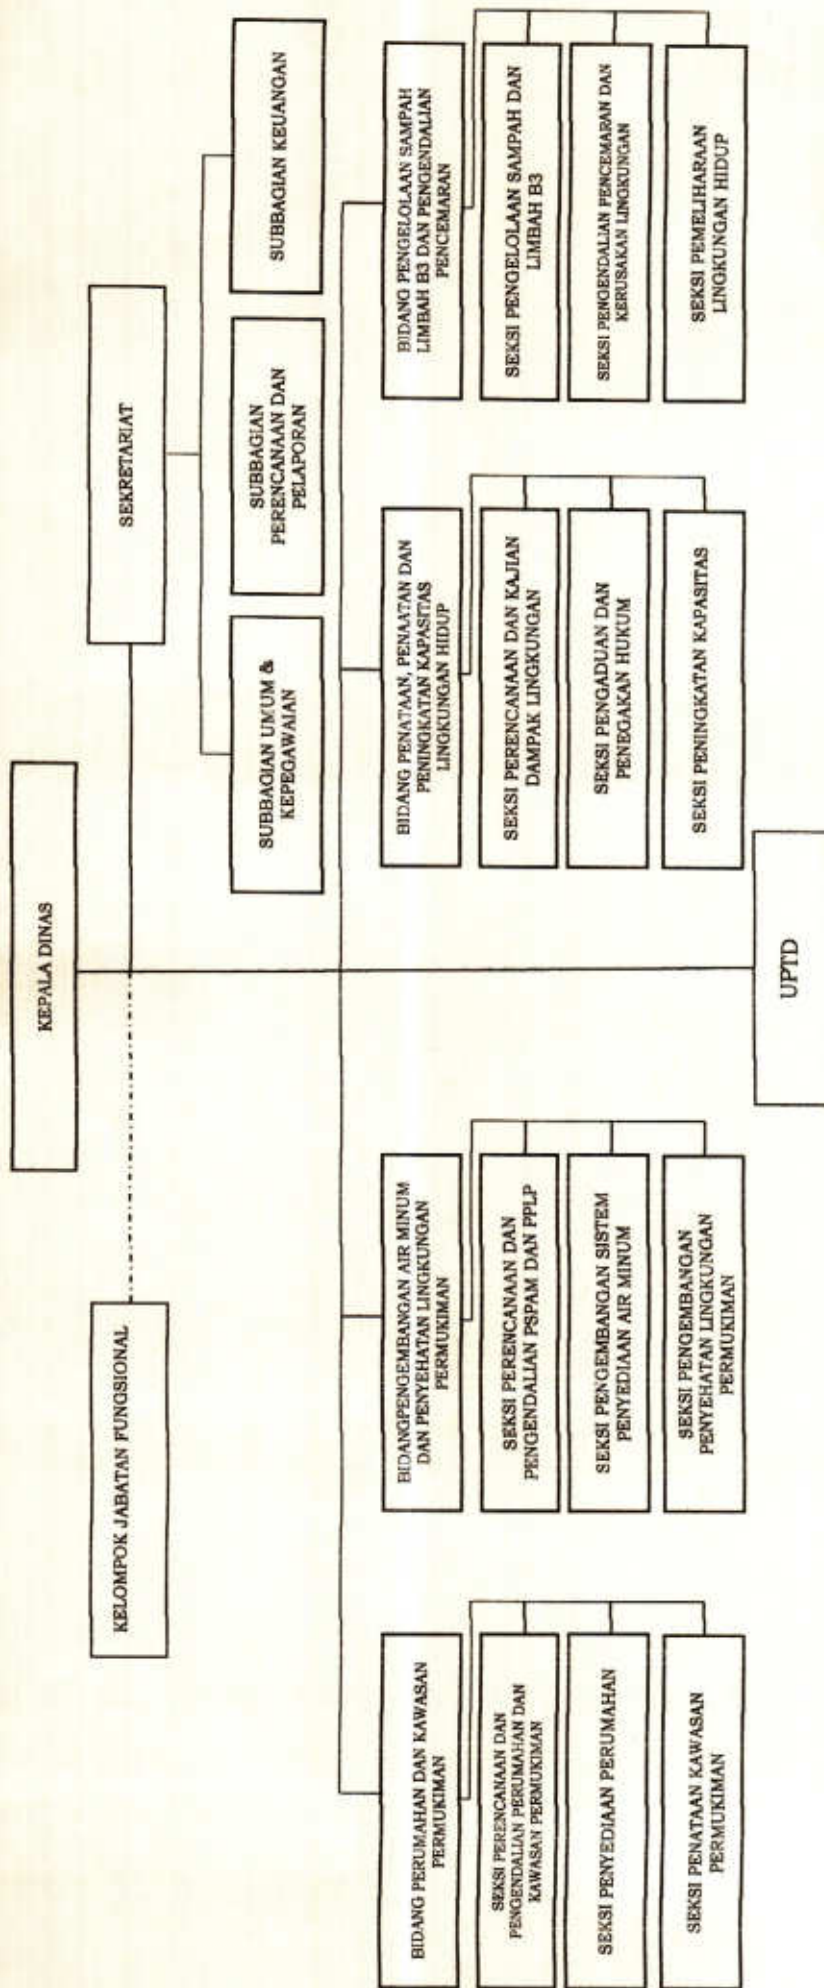 KEPALA DINAS
KELOMPOK JABATAN FUNGSIONAL
SEKRETARIAT
SUBBAGIAN UMUM &
KEPEGAWAIAN
SUBBAGIAN
PERENCANAAN DAN
PELAPORAN
SUBBAGIAN KEUANGAN
BIDANG PERUMAHAN DAN KAWASAN
PERMUKIMAN
SEKSI PERENCANAAN DAN
PENGENDALIAN PERUMAHAN DAN
KAWASAN PERMUKIMAN
SEKSI PENYEDIAAN PERUMAHAN
SEKSI PENATAAN KAWASAN
PERMUKIMAN
BIDANGPENGEMBANGAN AIR MINUM
DAN PENYEHATAN LINGKUNGAN
PERMUKIMAN
SEKSI PERENCANAAN DAN
PENGENDALIAN PSPAM DAN PPLP
SEKSI PENGEMBANGAN SISTEM
PENYEDIAAN AIR MINUM
SEKSI PENGEMBANGAN
PENYEHATAN LINGKUNGAN
PERMUKIMAN
BIDANG PENATAAN, PENAATAN DAN
PENINGKATAN KAPASITAS
LINGKUNGAN HIDUP
SEKSI PERENCANAAN DAN KAJIAN
DAMPAK LINGKUNGAN
SEKSI PENGADUAN DAN
PENEGAKAN HUKUM
SEKSI PENINGKATAN KAPASITAS
BIDANG PENGELOLAAN SAMPAH
LIMBAH B3 DAN PENGENDALIAN
PENCEMARAN
SEKSI PENGELOLAAN SAMPAH DAN
LIMBAH B3
SEKSI PENGENDALIAN PENCEMARAN DAN
KERUSAKAN LINGKUNGAN
SEKSI PEMELIHARAAN
LINGKUNGAN HIDUP
UPTD